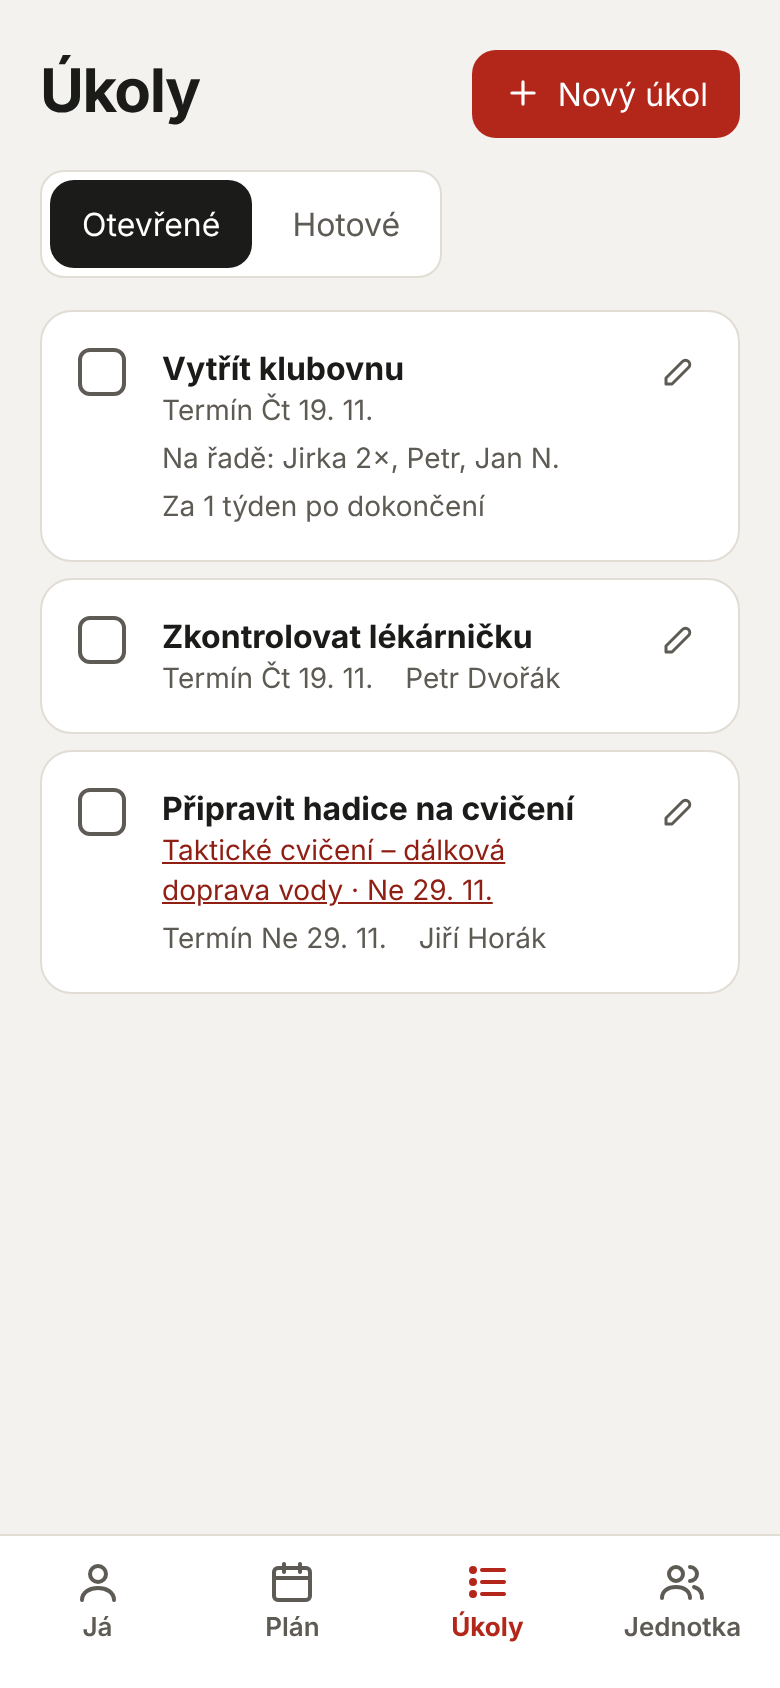 Úkoly
Nový úkol
Otevřené
Hotové
Vytřít klubovnu
Termín Čt 19. 11.
Na řadě: Jirka 2×, Petr, Jan N.
Za 1 týden po dokončení
Zkontrolovat lékárničku
Termín Čt 19. 11. Petr Dvořák
Připravit hadice na cvičení
Taktické cvičení – dálková
doprava vody · Ne 29. 11.
Termín Ne 29. 11. Jiří Horák
Já
Plán
Úkoly
Jednotka